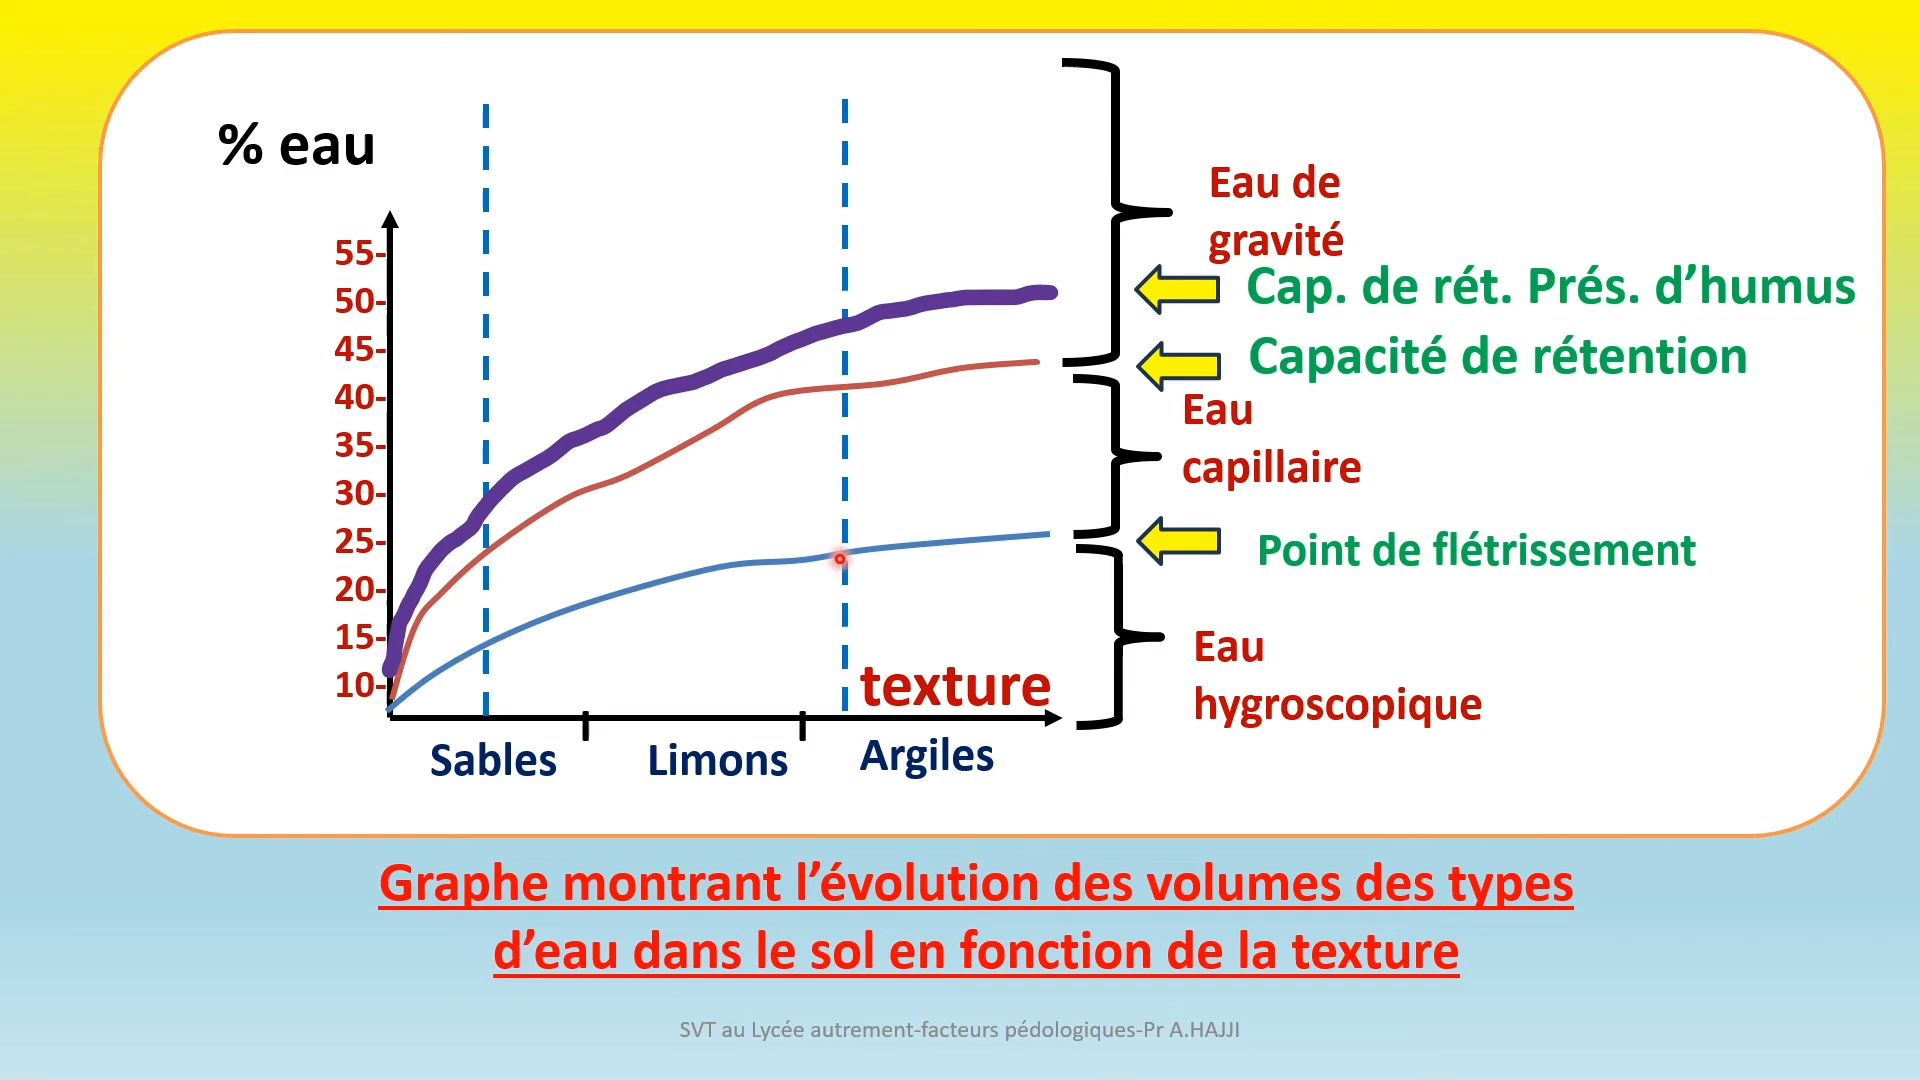 % eau
55-
50-
45-
40-
35-
30-
25-
20-
15-
10-
texture
Sables
Limons
Argiles
Eau de
gravité
Cap. de rét. Prés. d’humus
Capacité de rétention
Eau
capillaire
Point de flétrissement
Eau
hygroscopique
Graphe montrant l’évolution des volumes des types
d’eau dans le sol en fonction de la texture
SVT au Lycée autrement-facteurs pédologiques-Pr A.HAJJI